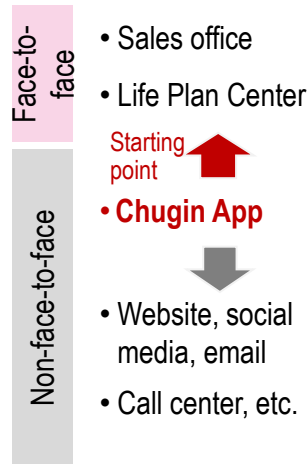 Face-to-
face
• Sales office
• Life Plan Center
Starting
point
• Chugin App
Non-face-to-face
• Website, social
media, email
• Call center, etc.